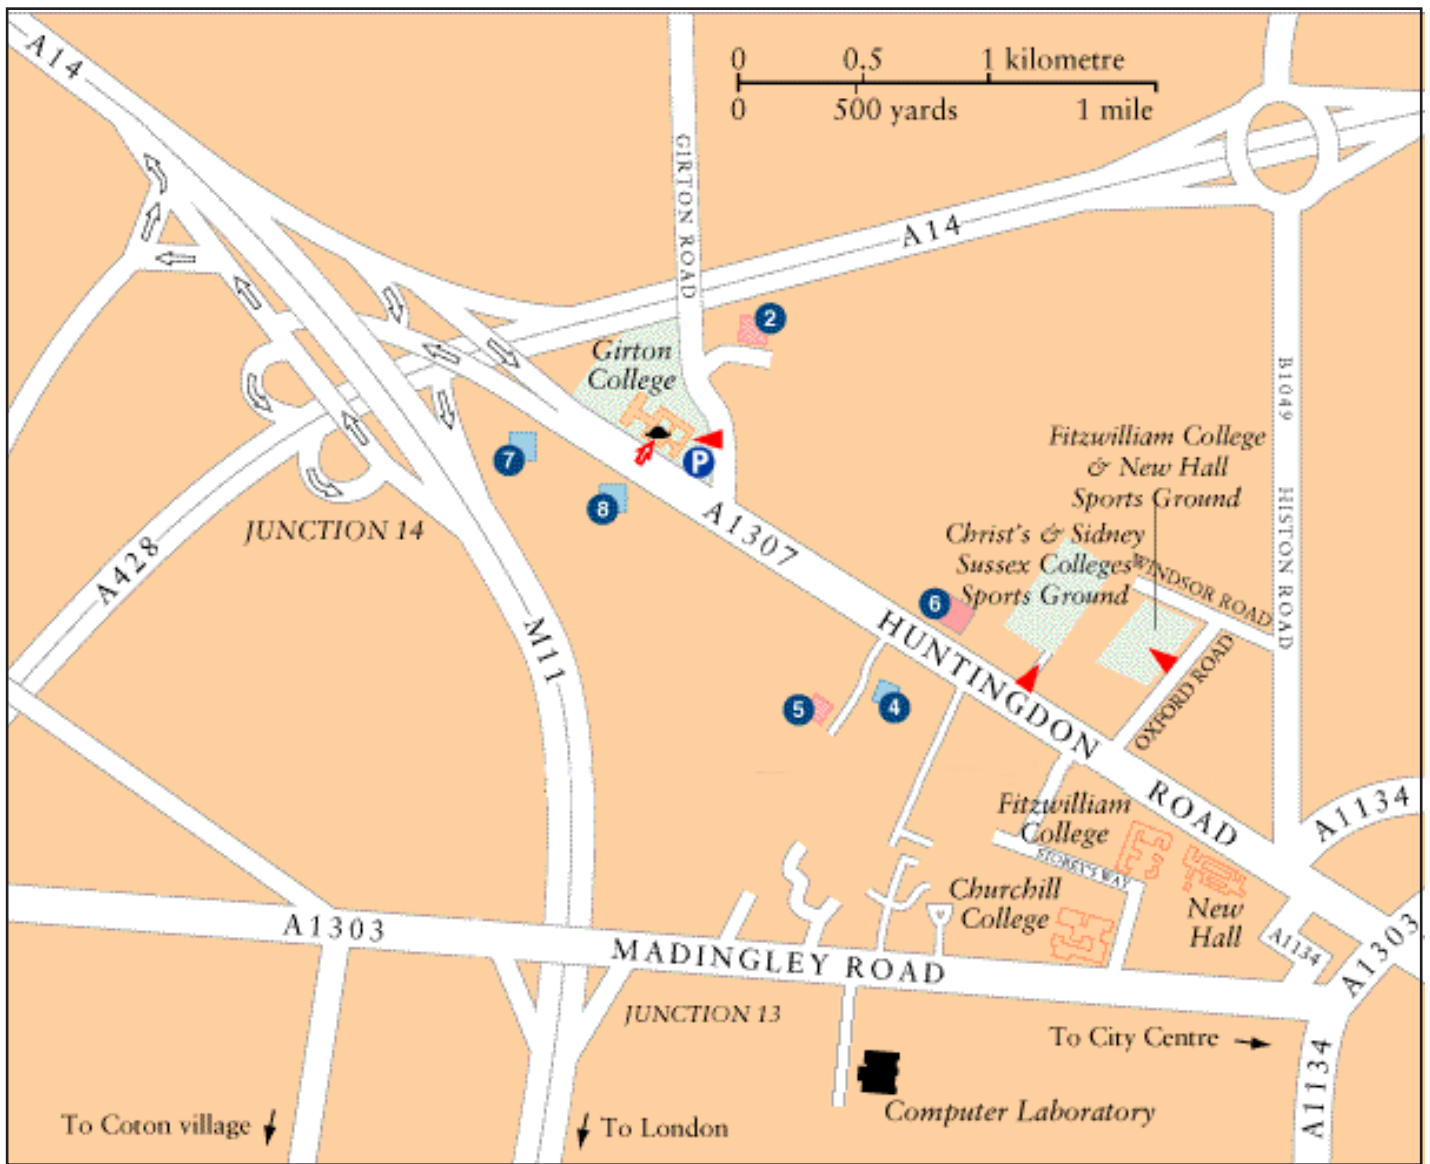 A14
0 0.5 1 kilometre
0 500 yards 1 mile
GIRTON ROAD
A14
2
Girton
College
P
7
8
JUNCTION 14
A1307
A428
M11
B1049
HISTON ROAD
Fitzwilliam College
& New Hall
Sports Ground
Christ's & Sidney
Sussex Colleges
Sports Ground
WINDSOR ROAD
OXFORD ROAD
6
5
4
HUNTINGDON ROAD
A1134
Fitzwilliam
College
STOREY'S WAY
Churchill
College
New
Hall
A1134
A1303
A1303
MADINGLEY ROAD
JUNCTION 13
To City Centre
A1134
Computer Laboratory
To Coton village
To London